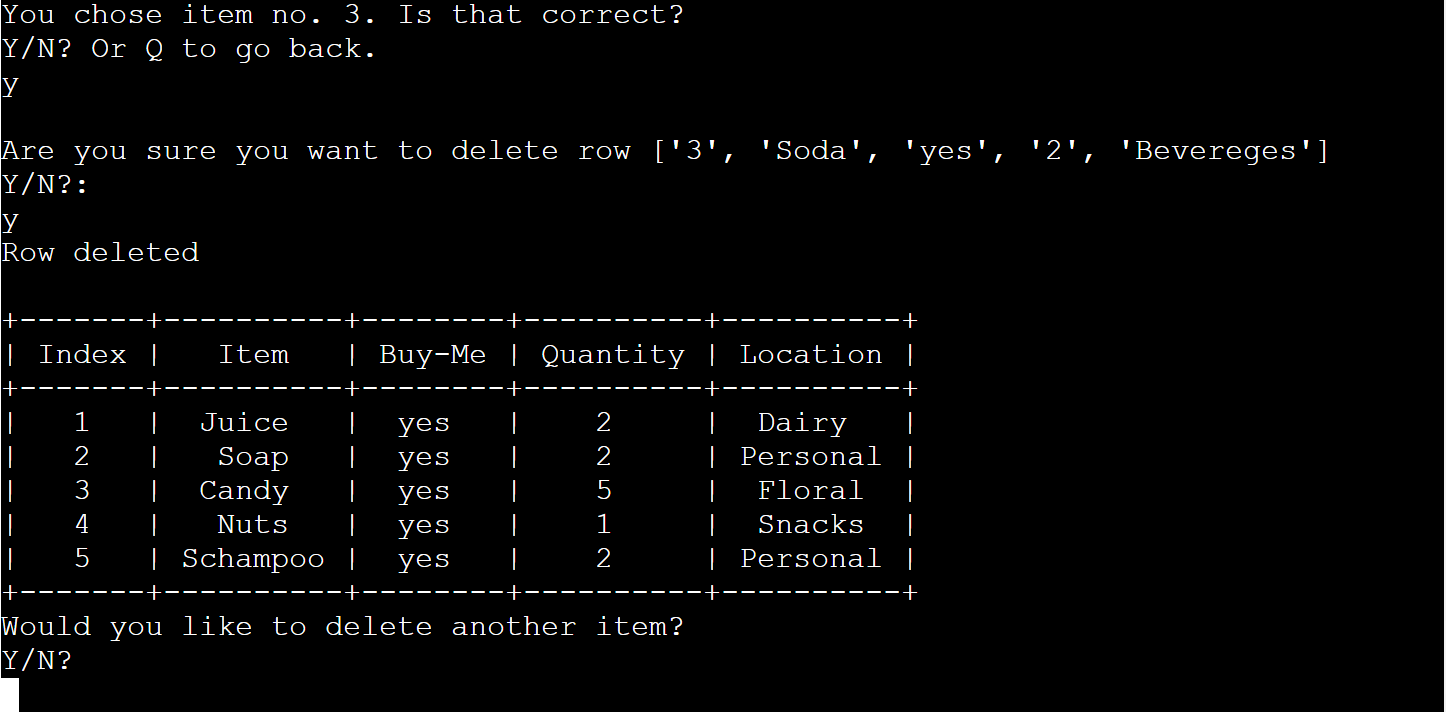 You chose item no. 3. Is that correct?
Y/N? Or Q to go back.
y
Are you sure you want to delete row ['3', 'Soda', 'yes', '2', 'Bevereges']
Y/N?:
y
Row deleted
+-------+----------+--------+----------+----------+
| Index |   Item   | Buy-Me | Quantity | Location |
+-------+----------+--------+----------+----------+
|   1   |  Juice   |  yes   |    2     |  Dairy   |
|   2   |   Soap   |  yes   |    2     | Personal |
|   3   |  Candy   |  yes   |    5     |  Floral  |
|   4   |   Nuts   |  yes   |    1     |  Snacks  |
|   5   | Schampoo |  yes   |    2     | Personal |
+-------+----------+--------+----------+----------+
Would you like to delete another item?
Y/N?